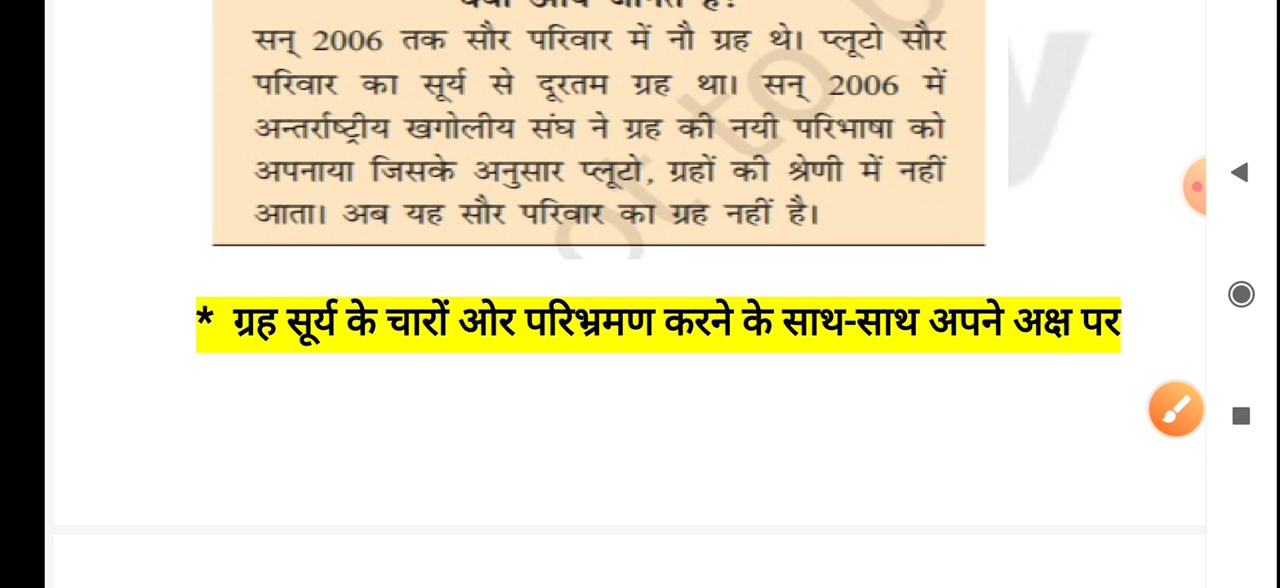 सन् 2006 तक सौर परिवार में नौ ग्रह थे। प्लूटो सौर
परिवार का सूर्य से दूरतम ग्रह था। सन् 2006 में
अन्तर्राष्ट्रीय खगोलीय संघ ने ग्रह की नयी परिभाषा को
अपनाया जिसके अनुसार प्लूटो, ग्रहों की श्रेणी में नहीं
आता। अब यह सौर परिवार का ग्रह नहीं है।
* ग्रह सूर्य के चारों ओर परिभ्रमण करने के साथ-साथ अपने अक्ष पर